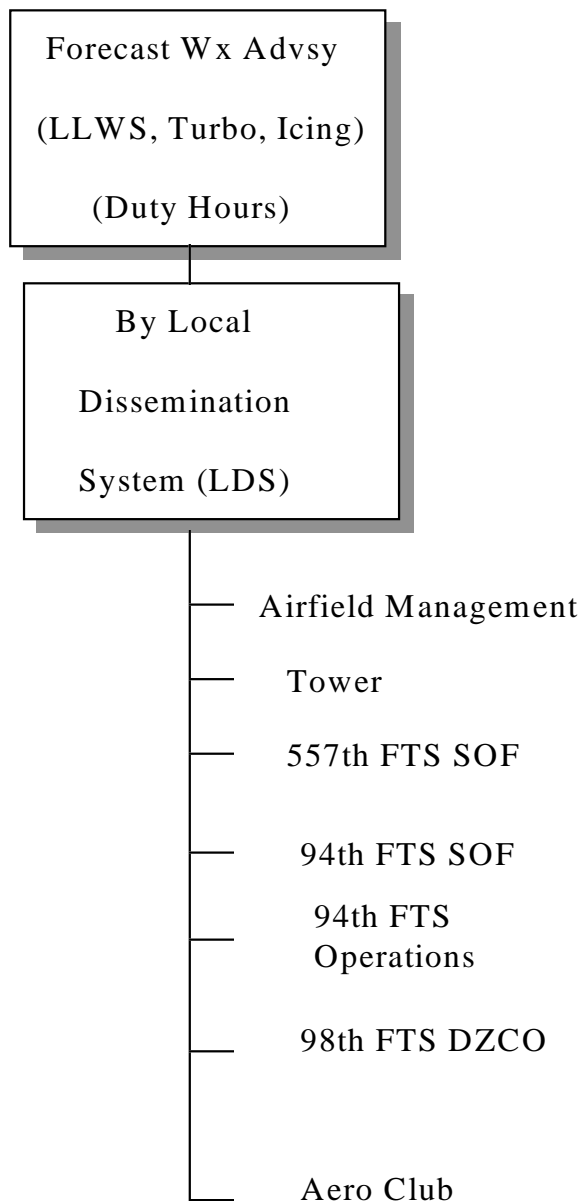 Forecast Wx Advsy
(LLWS, Turbo, Icing)
(Duty Hours)
By Local
Dissemination
System (LDS)
Airfield Management
Tower
557th FTS SOF
94th FTS SOF
94th FTS
Operations
98th FTS DZCO
Aero Club